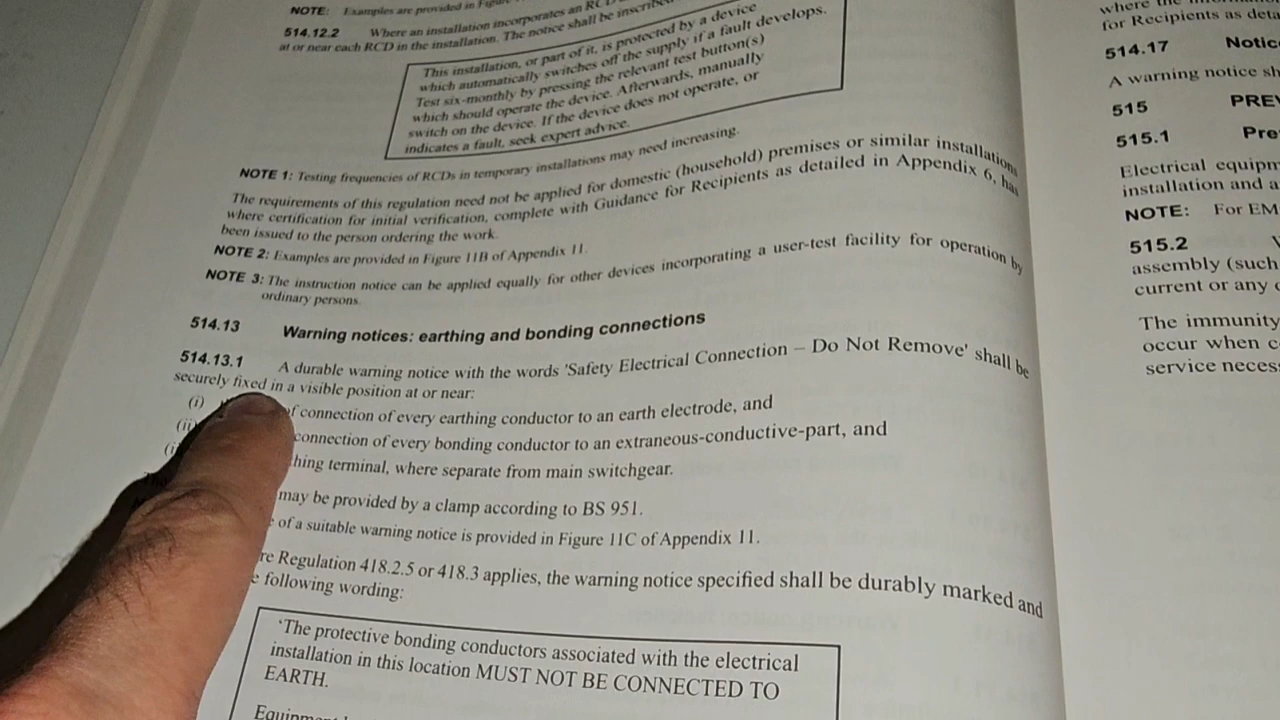 NOTE: Examples are provided in Figure
514.12.2 Where an installation incorporates an RCD
at or near each RCD in the installation. The notice shall be inscribed
This installation, or part of it, is protected by a device
which automatically switches off the supply if a fault develops.
Test six-monthly by pressing the relevant test button(s)
which should operate the device. Afterwards, manually
switch on the device. If the device does not operate, or
indicates a fault, seek expert advice.
NOTE 1: Testing frequencies of RCDs in temporary installations may need increasing.
The requirements of this regulation need not be applied for domestic (household) premises or similar installations
where certification for initial verification, complete with Guidance for Recipients as detailed in Appendix 6, has
been issued to the person ordering the work.
NOTE 2: Examples are provided in Figure 11B of Appendix 11.
NOTE 3: The instruction notice can be applied equally for other devices incorporating a user-test facility for operation by
ordinary persons.
514.13 Warning notices: earthing and bonding connections
514.13.1 A durable warning notice with the words 'Safety Electrical Connection – Do Not Remove' shall be
securely fixed in a visible position at or near:
(i) of connection of every earthing conductor to an earth electrode, and
(ii) connection of every bonding conductor to an extraneous-conductive-part, and
hing terminal, where separate from main switchgear.
may be provided by a clamp according to BS 951.
of a suitable warning notice is provided in Figure 11C of Appendix 11.
re Regulation 418.2.5 or 418.3 applies, the warning notice specified shall be durably marked and
e following wording:
'The protective bonding conductors associated with the electrical
installation in this location MUST NOT BE CONNECTED TO
EARTH.
Equipment
where the
for Recipients as deta
514.17 Notic
A warning notice sh
515 PREV
515.1 Pre
Electrical equipm
installation and a
NOTE: For EM
515.2
assembly (such
current or any
The immunity
occur when c
service neces